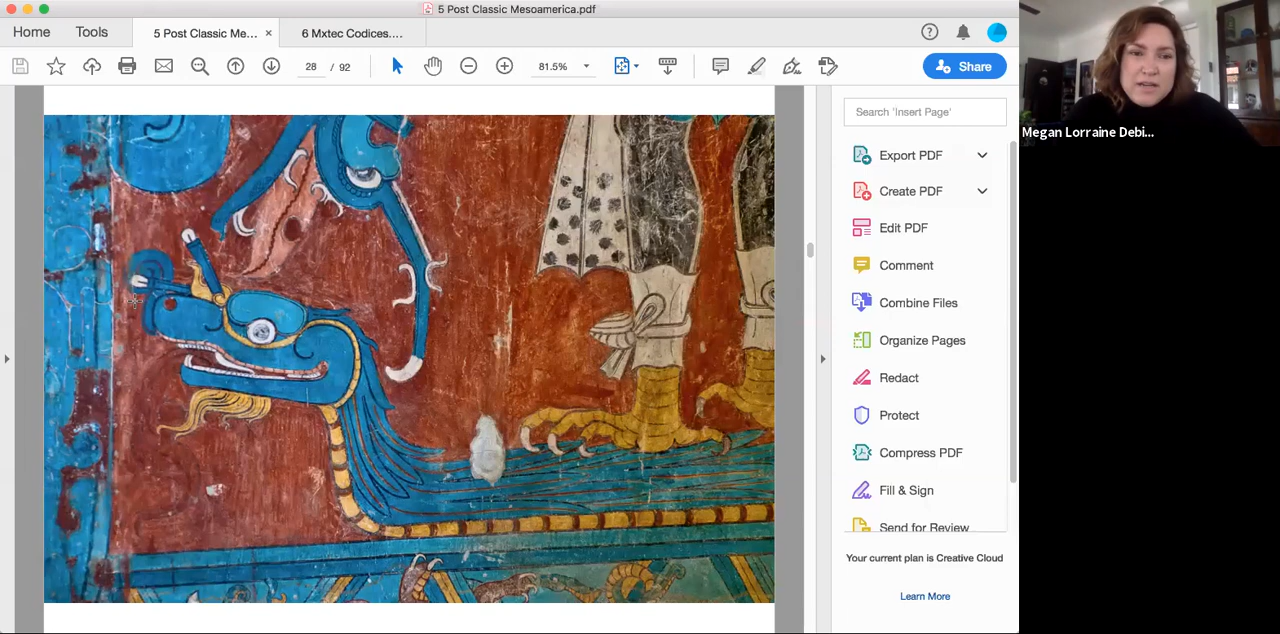 5 Post Classic Mesoamerica.pdf
Home
Tools
5 Post Classic Me... ×
6 Mxtec Codices....
28 / 92
81.5%
Share
Megan Lorraine Debi...
Search 'Insert Page'
Export PDF
Create PDF
Edit PDF
Comment
Combine Files
Organize Pages
Redact
Protect
Compress PDF
Fill & Sign
Send for Review
Your current plan is Creative Cloud
Learn More